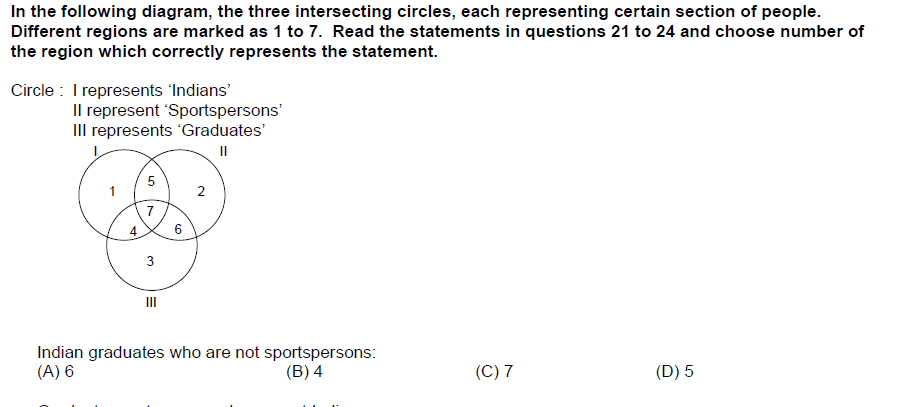 In the following diagram, the three intersecting circles, each representing certain section of people.
Different regions are marked as 1 to 7. Read the statements in questions 21 to 24 and choose number of
the region which correctly represents the statement.
Circle : I represents ‘Indians’
II represent ‘Sportspersons’
III represents ‘Graduates’
I II
5
1 2
7
4 6
3
III
Indian graduates who are not sportspersons:
(A) 6 (B) 4 (C) 7 (D) 5